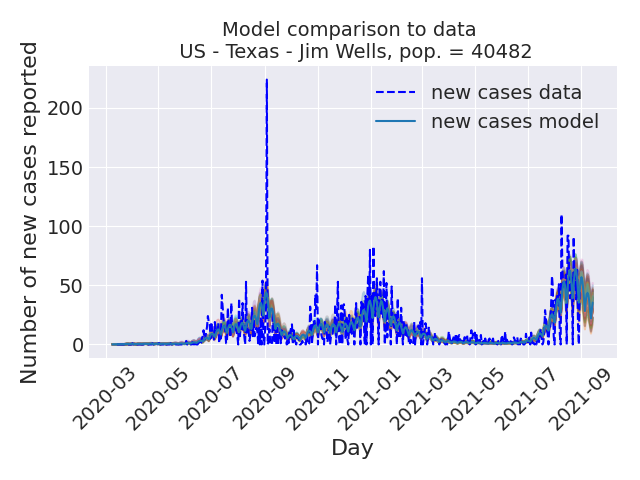 Model comparison to data
US - Texas - Jim Wells, pop. = 40482
Number of new cases reported
200
150
100
50
0
new cases data
new cases model
2020-03
2020-05
2020-07
2020-09
2020-11
2021-01
2021-03
2021-05
2021-07
2021-09
Day